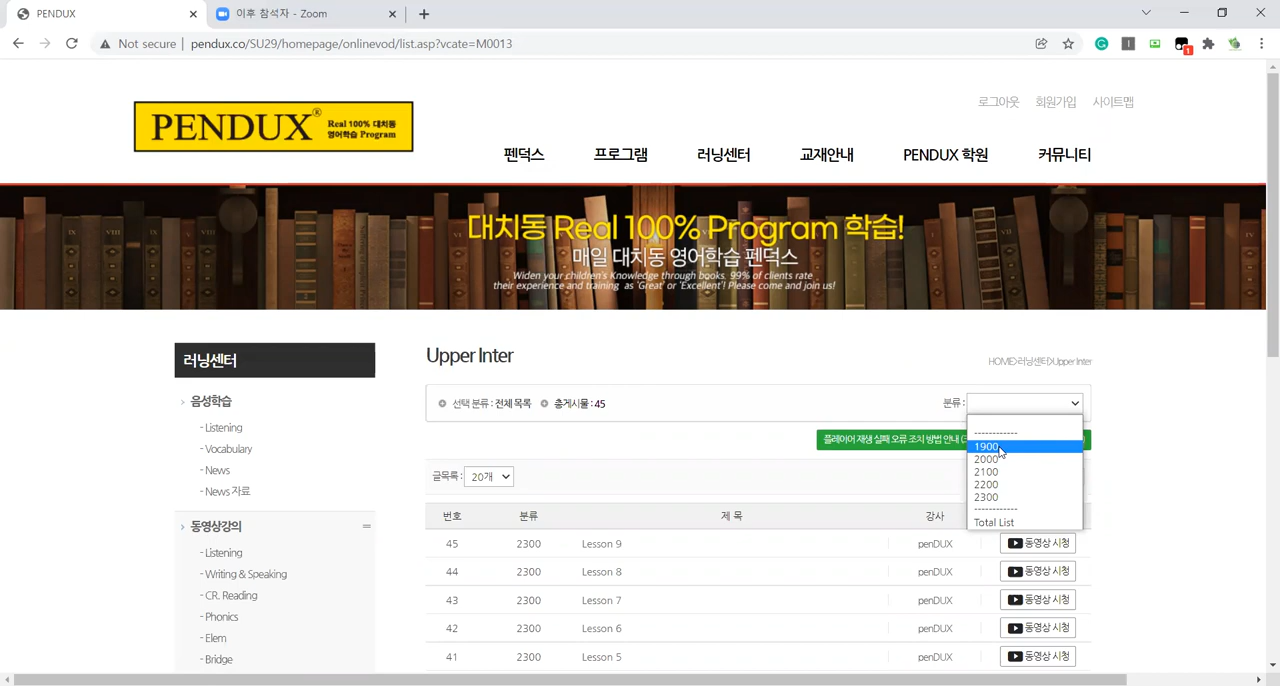 PENDUX
이후 참석자 - Zoom
Not secure | pendux.co/SU29/homepage/onlinevod/list.asp?vcate=M0013
1
로그아웃 회원가입 사이트맵
PENDUX® Real 100% 대치동 영어학습 Program
펜덕스 프로그램 러닝센터 교재안내 PENDUX 학원 커뮤니티
대치동 Real 100% Program 학습!
매일 대치동 영어학습 펜덕스
Widen your children's Knowledge through books. 99% of clients rate
their experience and training as 'Great' or 'Excellent'! Please come and join us!
러닝센터
음성학습
- Listening
- Vocabulary
- News
- News 자료
동영상강의
- Listening
- Writing & Speaking
- CR. Reading
- Phonics
- Elem
- Bridge
Upper Inter
HOME>러닝센터>Upper Inter
선택 분류 : 전체 목록 총게시물 : 45
분류 :
------------
1900
2000
2100
2200
2300
------------
Total List
플레이어 재생 실패 오류 조치 방법 안내
글목록 : 20개
번호 분류 제 목 강사
45 2300 Lesson 9 penDUX 동영상 시청
44 2300 Lesson 8 penDUX 동영상 시청
43 2300 Lesson 7 penDUX 동영상 시청
42 2300 Lesson 6 penDUX 동영상 시청
41 2300 Lesson 5 penDUX 동영상 시청